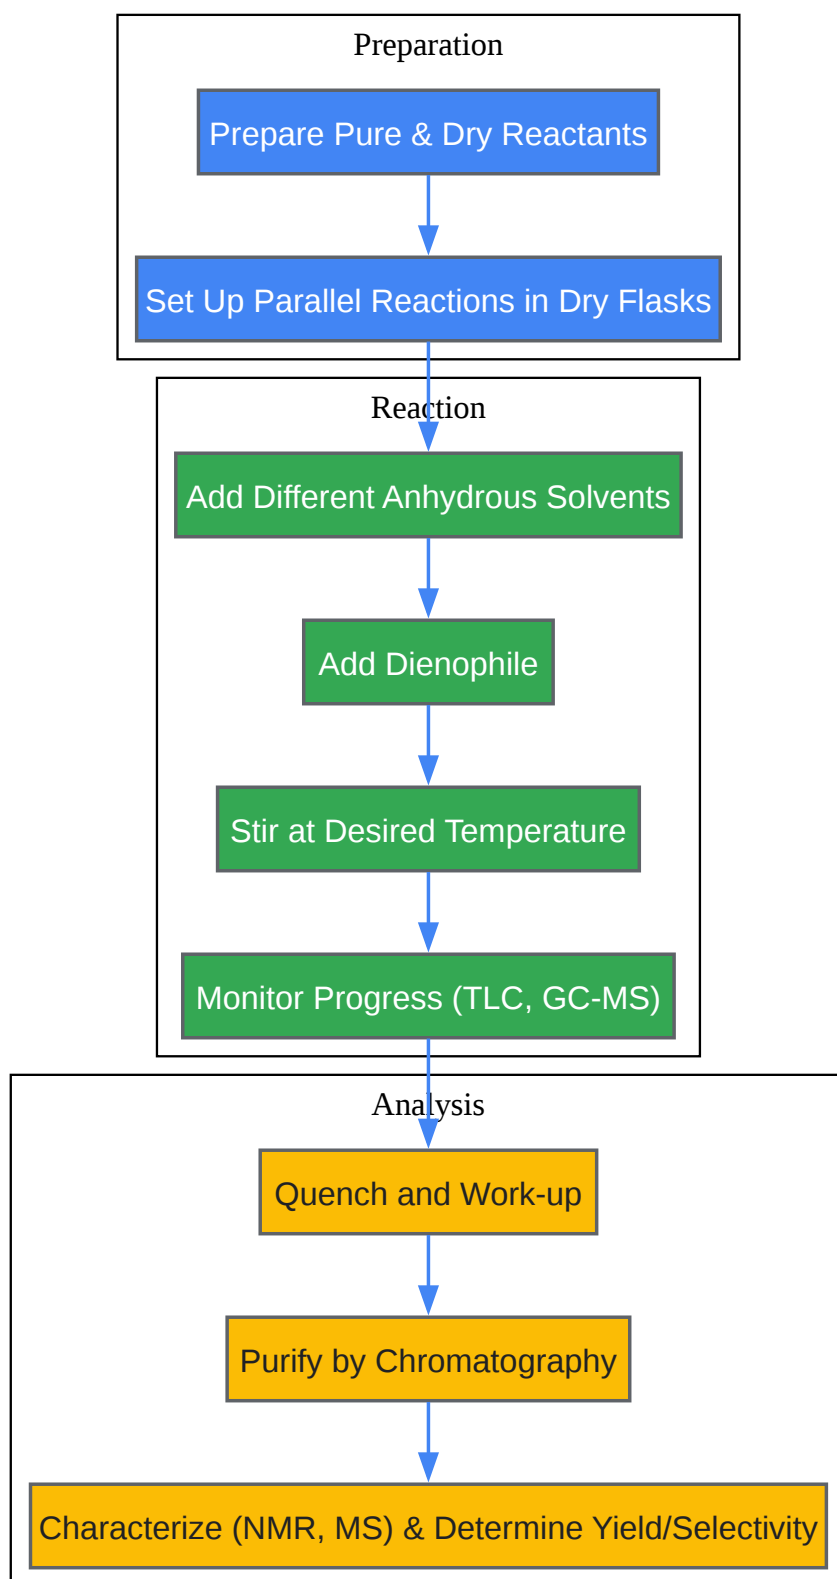 Preparation
Prepare Pure & Dry Reactants
Set Up Parallel Reactions in Dry Flasks
Reaction
Add Different Anhydrous Solvents
Add Dienophile
Stir at Desired Temperature
Monitor Progress (TLC, GC-MS)
Analysis
Quench and Work-up
Purify by Chromatography
Characterize (NMR, MS) & Determine Yield/Selectivity